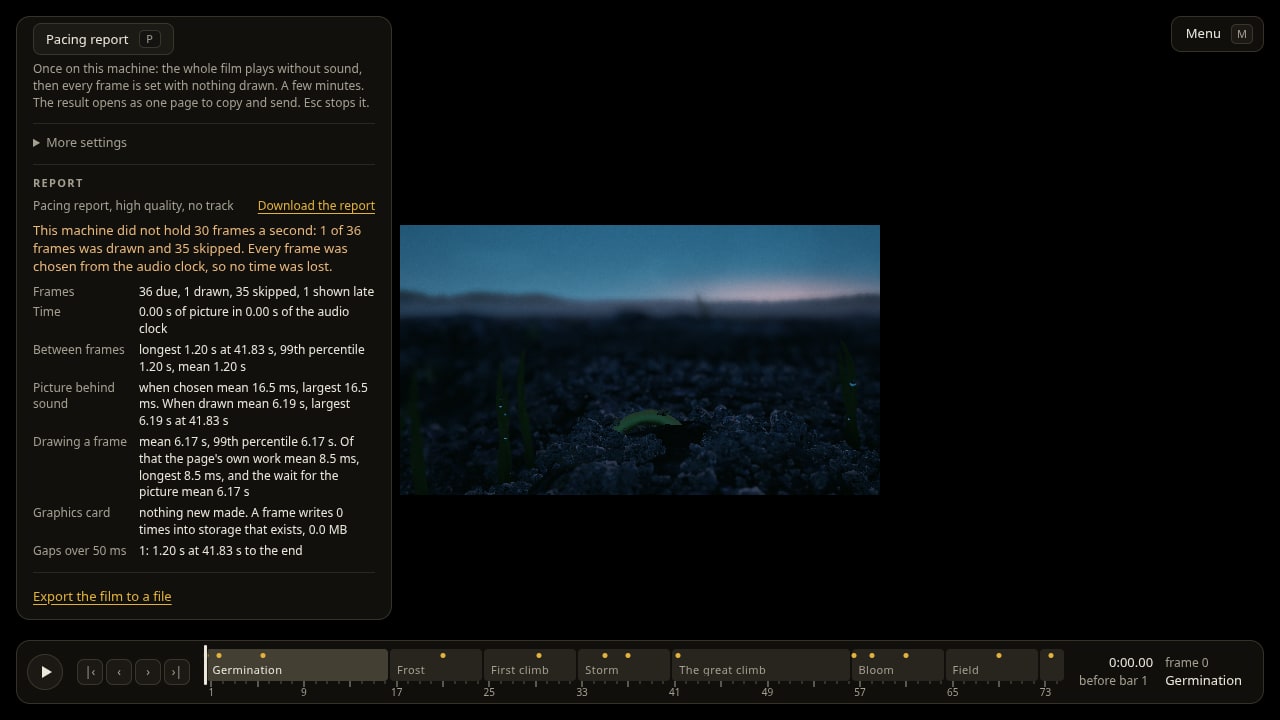 Pacing report P
Once on this machine: the whole film plays without sound,
then every frame is set with nothing drawn. A few minutes.
The result opens as one page to copy and send. Esc stops it.
More settings
REPORT
Pacing report, high quality, no track Download the report
This machine did not hold 30 frames a second: 1 of 36
frames was drawn and 35 skipped. Every frame was
chosen from the audio clock, so no time was lost.
Frames 36 due, 1 drawn, 35 skipped, 1 shown late
Time 0.00 s of picture in 0.00 s of the audio
clock
Between frames longest 1.20 s at 41.83 s, 99th percentile
1.20 s, mean 1.20 s
Picture behind when chosen mean 16.5 ms, largest 16.5
sound ms. When drawn mean 6.19 s, largest
6.19 s at 41.83 s
Drawing a frame mean 6.17 s, 99th percentile 6.17 s. Of
that the page's own work mean 8.5 ms,
longest 8.5 ms, and the wait for the
picture mean 6.17 s
Graphics card nothing new made. A frame writes 0
times into storage that exists, 0.0 MB
Gaps over 50 ms 1: 1.20 s at 41.83 s to the end
Export the film to a file
Menu M
Germination Frost First climb Storm The great climb Bloom Field
1 9 17 25 33 41 49 57 65 73
0:00.00 frame 0
before bar 1 Germination